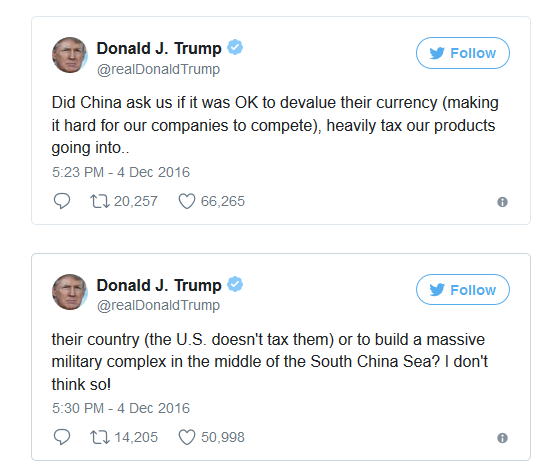 Donald J. Trump
Follow
@realDonaldTrump
Did China ask us if it was OK to devalue their currency (making
it hard for our companies to compete), heavily tax our products
going into..
5:23 PM - 4 Dec 2016
20,257 66,265
Donald J. Trump
Follow
@realDonaldTrump
their country (the U.S. doesn't tax them) or to build a massive
military complex in the middle of the South China Sea? I don't
think so!
5:30 PM - 4 Dec 2016
14,205 50,998